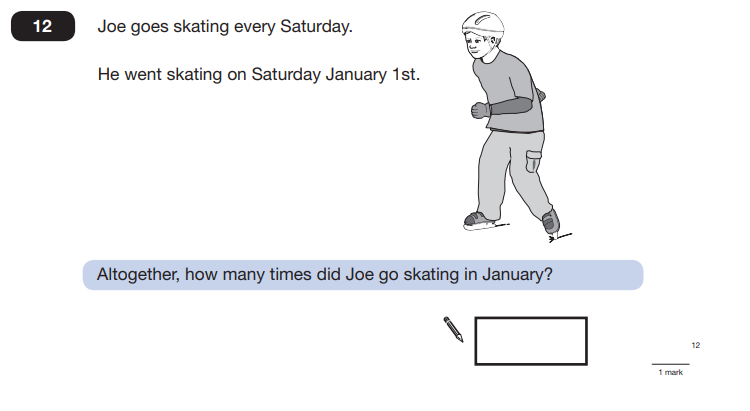 12
Joe goes skating every Saturday.
He went skating on Saturday January 1st.
Altogether, how many times did Joe go skating in January?
12
1 mark